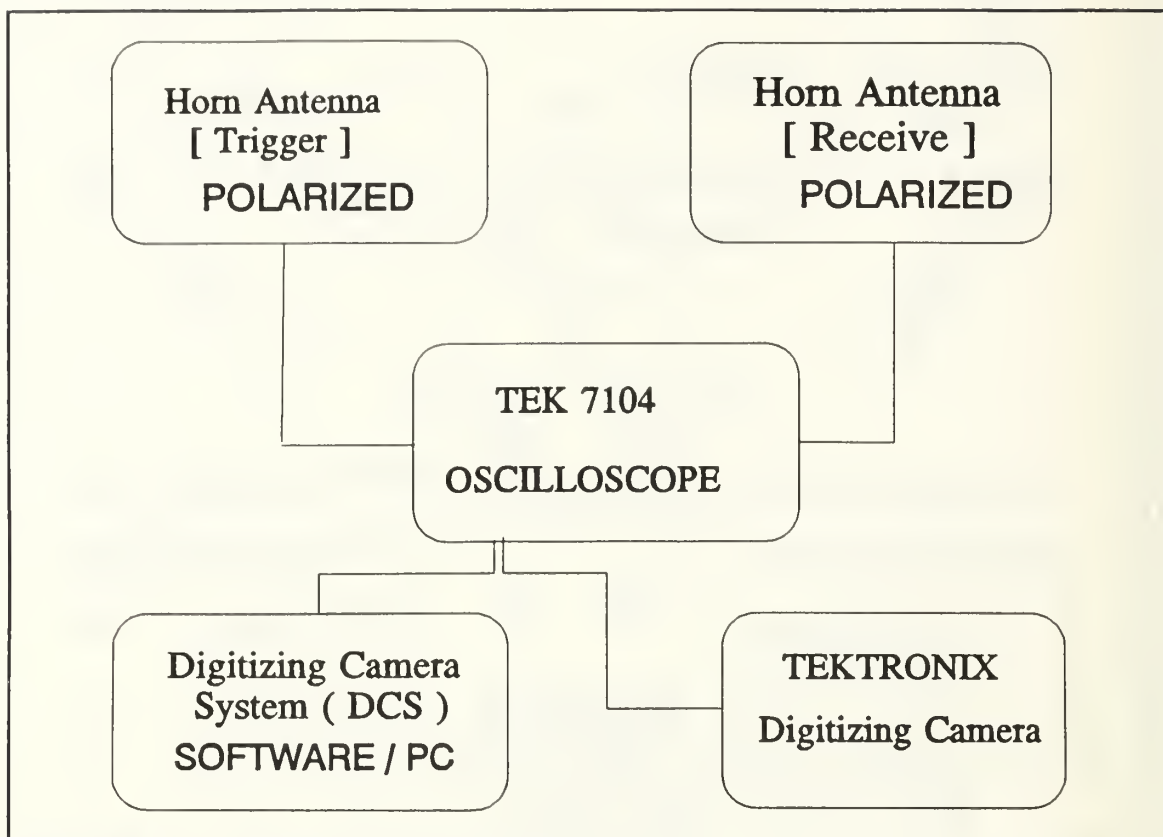 Horn Antenna
[ Trigger ]
POLARIZED
Horn Antenna
[ Receive ]
POLARIZED
TEK 7104
OSCILLOSCOPE
Digitizing Camera
System ( DCS )
SOFTWARE / PC
TEKTRONIX
Digitizing Camera